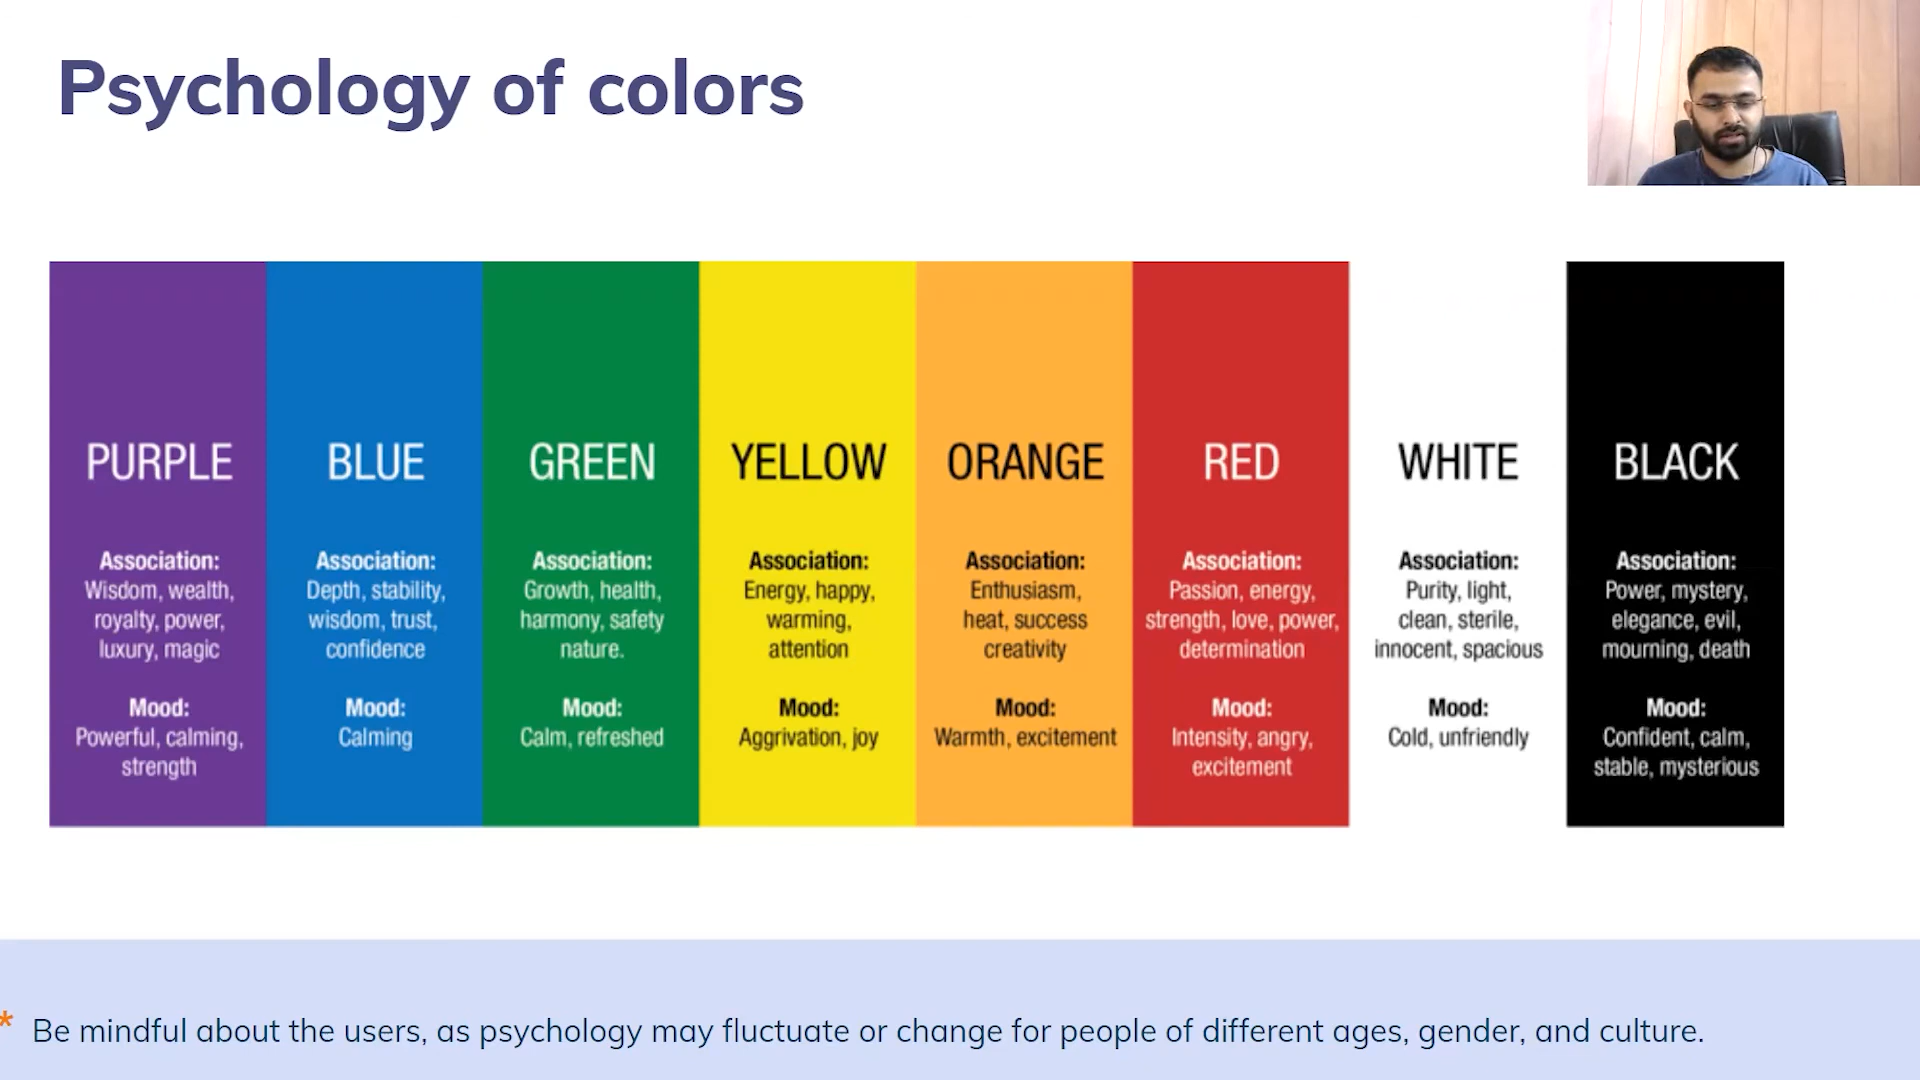 Psychology of colors
PURPLE
Association:
Wisdom, wealth,
royalty, power,
luxury, magic
Mood:
Powerful, calming,
strength
BLUE
Association:
Depth, stability,
wisdom, trust,
confidence
Mood:
Calming
GREEN
Association:
Growth, health,
harmony, safety
nature.
Mood:
Calm, refreshed
YELLOW
Association:
Energy, happy,
warming,
attention
Mood:
Aggrivation, joy
ORANGE
Association:
Enthusiasm,
heat, success
creativity
Mood:
Warmth, excitement
RED
Association:
Passion, energy,
strength, love, power,
determination
Mood:
Intensity, angry,
excitement
WHITE
Association:
Purity, light,
clean, sterile,
innocent, spacious
Mood:
Cold, unfriendly
BLACK
Association:
Power, mystery,
elegance, evil,
mourning, death
Mood:
Confident, calm,
stable, mysterious
* Be mindful about the users, as psychology may fluctuate or change for people of different ages, gender, and culture.